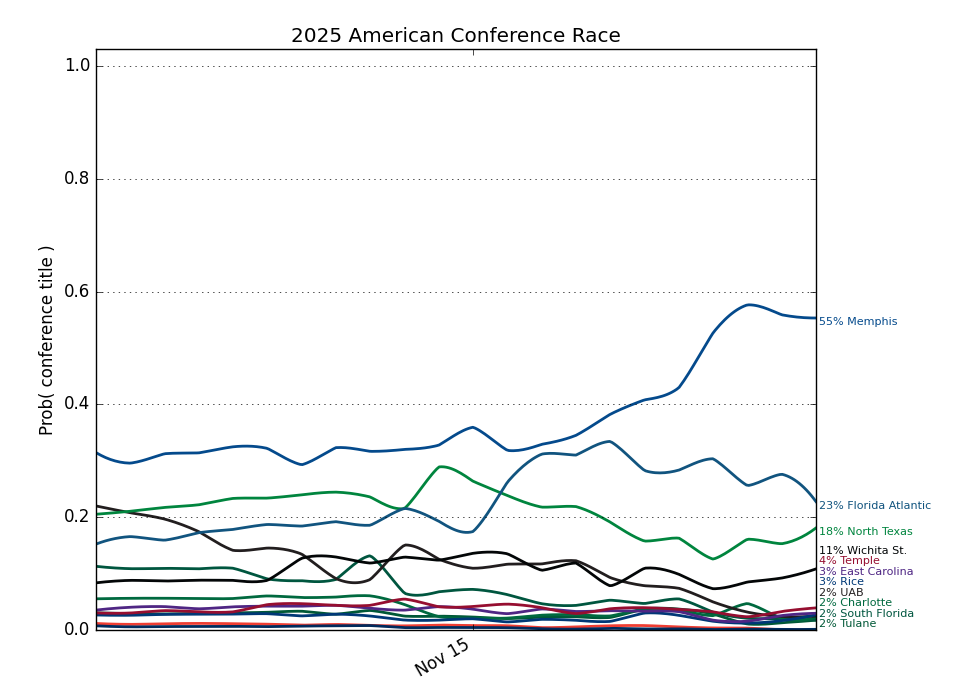 2025 American Conference Race
Prob( conference title )
1.0
0.8
0.6
0.4
0.2
0.0
Nov 15
55% Memphis
23% Florida Atlantic
18% North Texas
11% Wichita St.
4% Temple
3% East Carolina
3% Rice
2% UAB
2% Charlotte
2% South Florida
2% Tulane